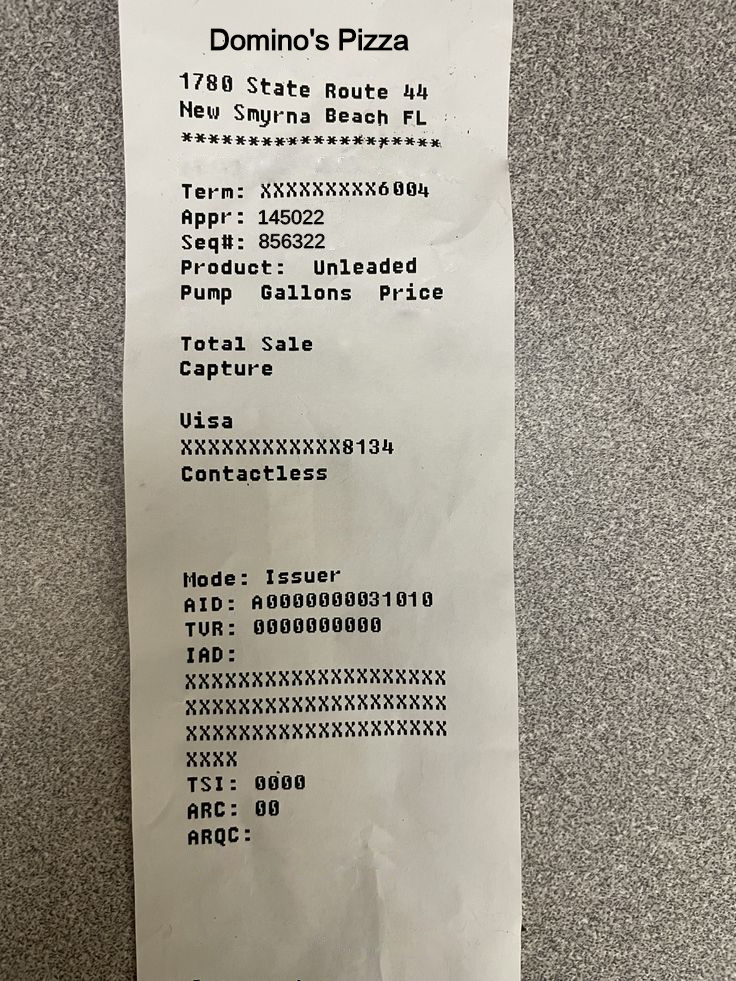 Domino's Pizza
1780 State Route 44
New Smyrna Beach FL
********************
Term: XXXXXXXXX6004
Appr: 145022
Seq#: 856322
Product: Unleaded
Pump Gallons Price
Total Sale
Capture
Visa
XXXXXXXXXXXX8134
Contactless
Mode: Issuer
AID: A0000000031010
TVR: 0000000000
IAD:
XXXXXXXXXXXXXXXXXXXX
XXXXXXXXXXXXXXXXXXXX
XXXXXXXXXXXXXXXXXXXX
XXXX
TSI: 0000
ARC: 00
ARQC: